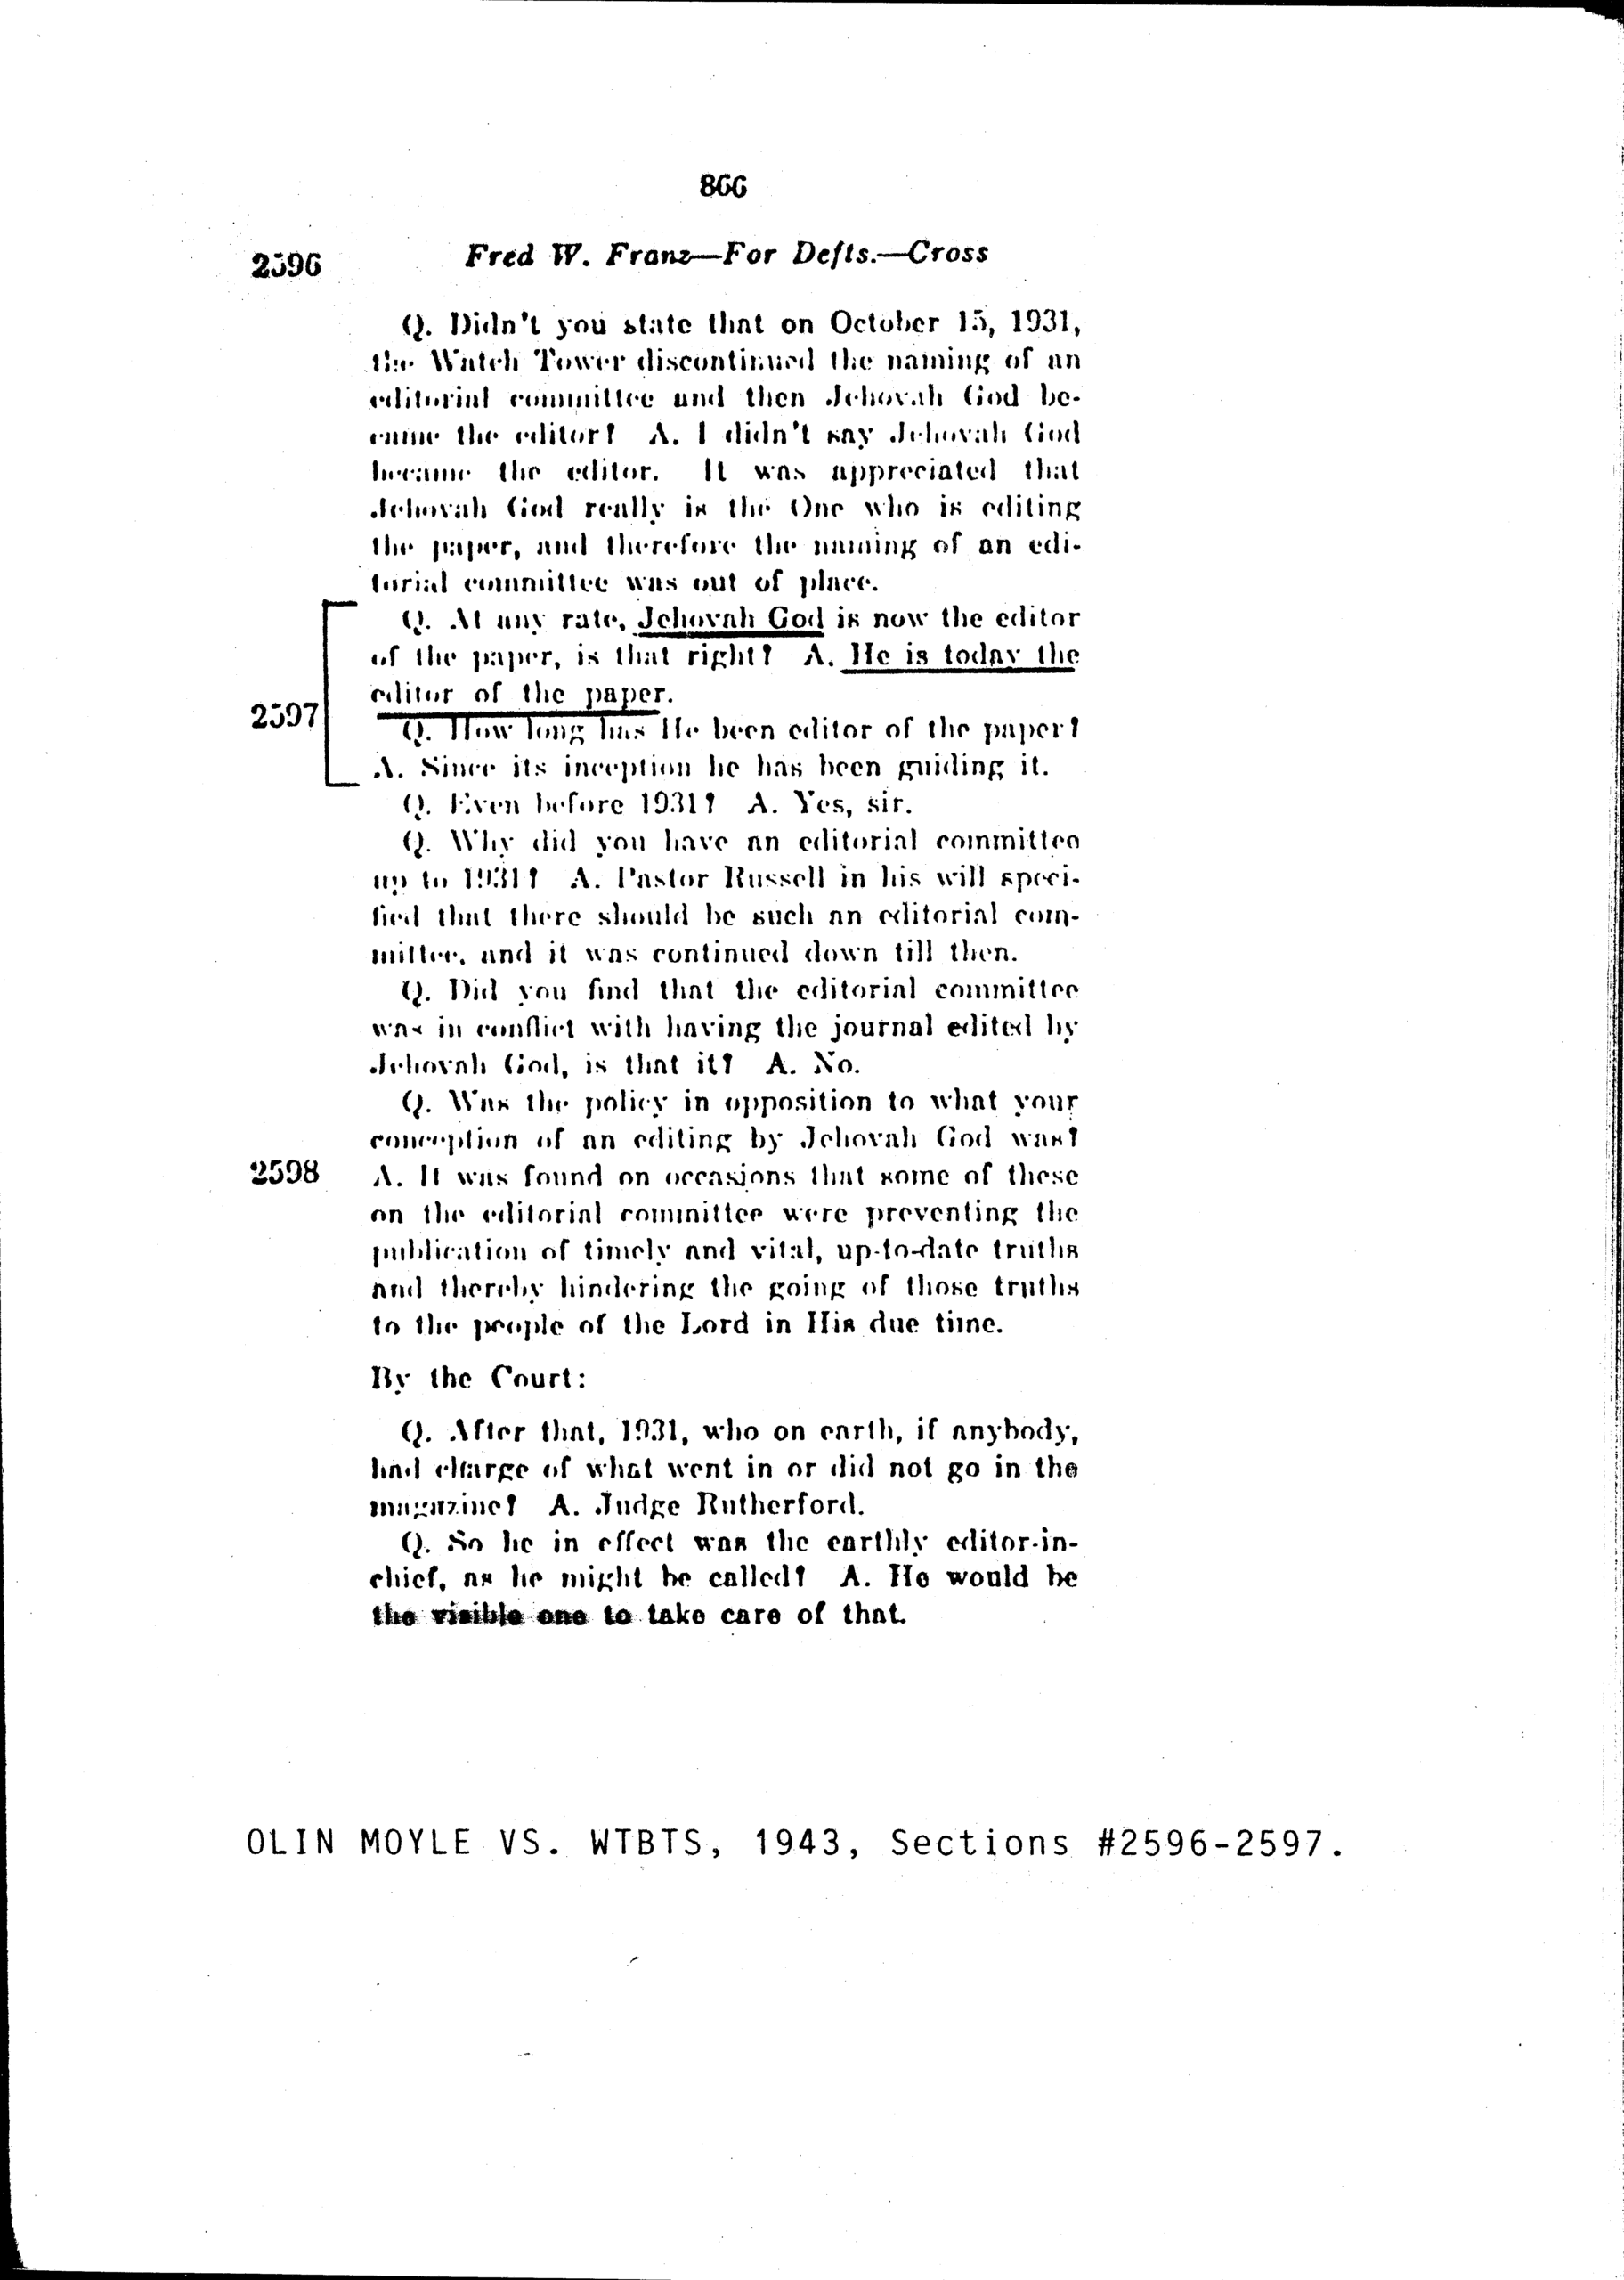 866
2596
Fred W. Franz—For Defts.—Cross
Q. Didn't you state that on October 15, 1931,
the Watch Tower discontinued the naming of an
editorial committee and then Jehovah God be-
came the editor? A. I didn't say Jehovah God
became the editor. It was appreciated that
Jehovah God really is the One who is editing
the paper, and therefore the naming of an edi-
torial committee was out of place.
Q. At any rate, Jehovah God is now the editor
of the paper, is that right? A. He is today the
editor of the paper.
2597
Q. How long has He been editor of the paper?
A. Since its inception he has been guiding it.
Q. Even before 1931? A. Yes, sir.
Q. Why did you have an editorial committee
up to 1931? A. Pastor Russell in his will speci-
fied that there should be such an editorial com-
mittee, and it was continued down till then.
Q. Did you find that the editorial committee
was in conflict with having the journal edited by
Jehovah God, is that it? A. No.
Q. Was the policy in opposition to what your
conception of an editing by Jehovah God was?
2598
A. It was found on occasions that some of these
on the editorial committee were preventing the
publication of timely and vital, up-to-date truths
and thereby hindering the going of those truths
to the people of the Lord in His due time.
By the Court:
Q. After that, 1931, who on earth, if anybody,
had charge of what went in or did not go in the
magazine? A. Judge Rutherford.
Q. So he in effect was the earthly editor-in-
chief, as he might be called? A. He would be
the visible one to take care of that.
OLIN MOYLE VS. WTBTS, 1943, Sections #2596-2597.